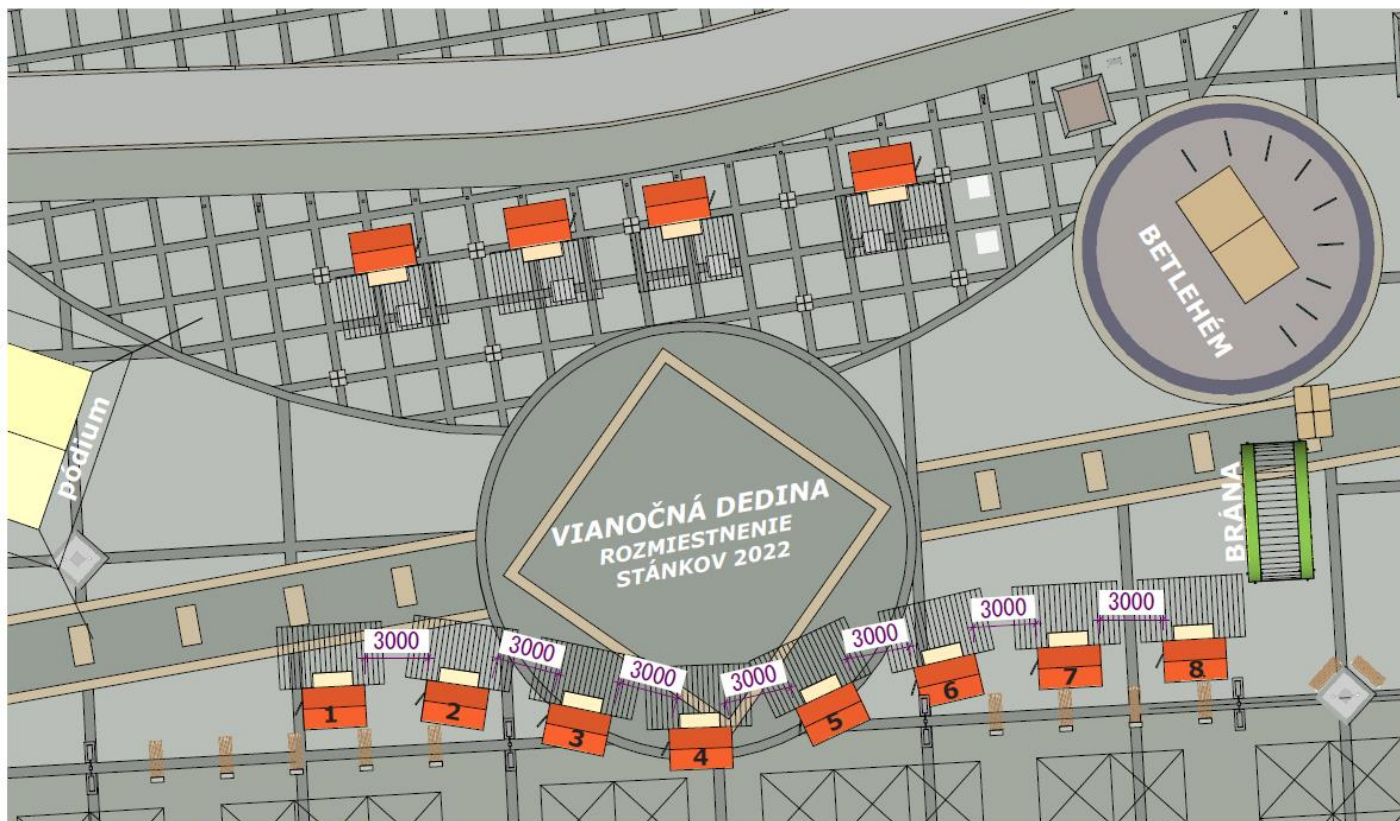 BETLEHÉM
pódium
BRÁNA
VIANOČNÁ DEDINA
ROZMIESTNENIE
STÁNKOV 2022
3000
3000
3000
3000
3000
3000
3000
1
2
3
4
5
6
7
8